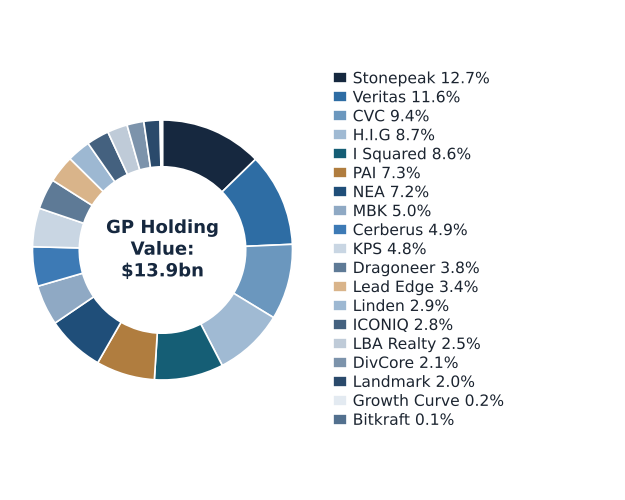 GP Holding
Value:
$13.9bn
Stonepeak 12.7%
Veritas 11.6%
CVC 9.4%
H.I.G 8.7%
I Squared 8.6%
PAI 7.3%
NEA 7.2%
MBK 5.0%
Cerberus 4.9%
KPS 4.8%
Dragoneer 3.8%
Lead Edge 3.4%
Linden 2.9%
ICONIQ 2.8%
LBA Realty 2.5%
DivCore 2.1%
Landmark 2.0%
Growth Curve 0.2%
Bitkraft 0.1%